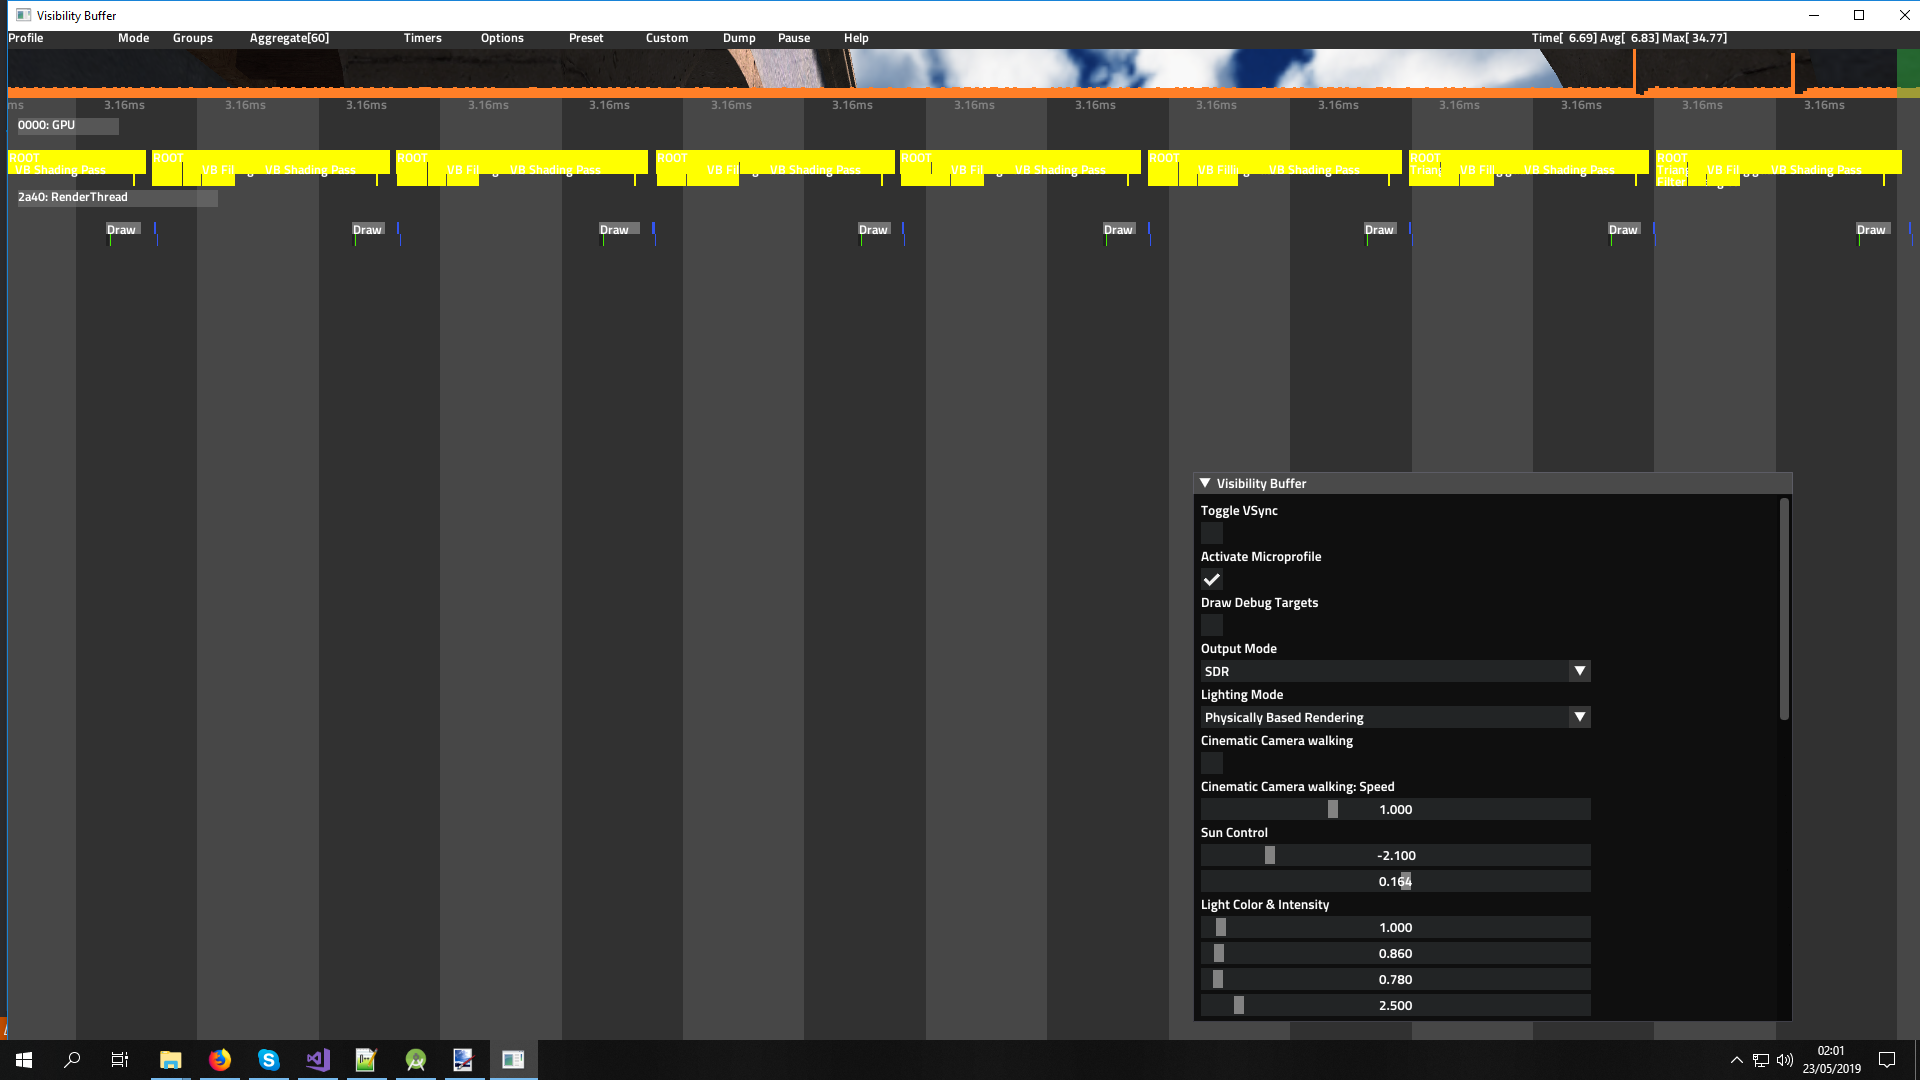 Visibility Buffer
Profile Mode Groups Aggregate[60] Timers Options Preset Custom Dump Pause Help Time[ 6.69] Avg[ 6.83] Max[ 34.77]
ms 3.16ms 3.16ms 3.16ms 3.16ms 3.16ms 3.16ms 3.16ms 3.16ms 3.16ms 3.16ms 3.16ms 3.16ms 3.16ms 3.16ms 3.16ms
0000: GPU
ROOT ROOT ROOT ROOT ROOT ROOT ROOT ROOT
VB Shading Pass VB Fil VB Shading Pass VB Fil VB Shading Pass VB Fil VB Shading Pass VB Fil VB Shading Pass VB Fil VB Shading Pass Triang VB Fil VB Shading Pass Trian VB Fil VB Shading Pass
Filter
2a40: RenderThread
Draw Draw Draw Draw Draw Draw Draw Draw
Visibility Buffer
Toggle VSync
Activate Microprofile
Draw Debug Targets
Output Mode
SDR
Lighting Mode
Physically Based Rendering
Cinematic Camera walking
Cinematic Camera walking: Speed
1.000
Sun Control
-2.100
0.164
Light Color & Intensity
1.000
0.860
0.780
2.500
02:01
23/05/2019